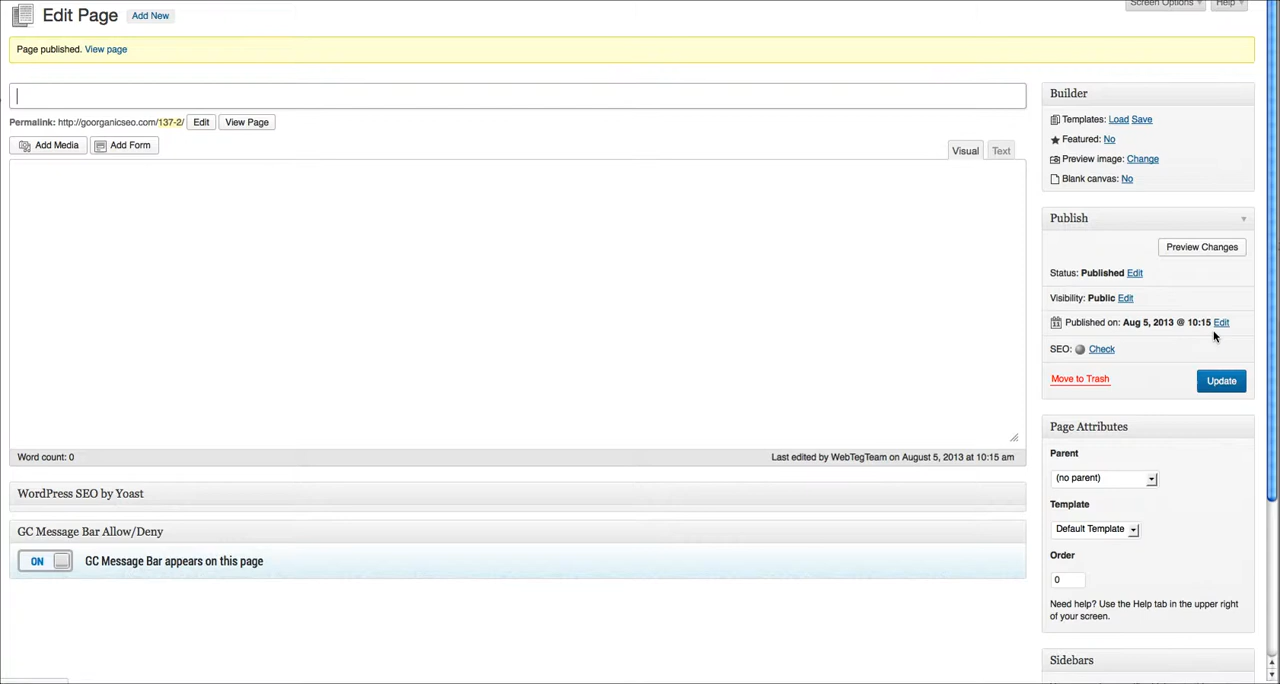 Screen Options
Help
Edit Page
Add New
Page published. View page
Permalink: http://goorganicseo.com/137-2/ Edit View Page
Add Media Add Form
Visual Text
Word count: 0
Last edited by WebTegTeam on August 5, 2013 at 10:15 am
WordPress SEO by Yoast
GC Message Bar Allow/Deny
ON GC Message Bar appears on this page
Builder
Templates: Load Save
Featured: No
Preview image: Change
Blank canvas: No
Publish
Preview Changes
Status: Published Edit
Visibility: Public Edit
11 Published on: Aug 5, 2013 @ 10:15 Edit
SEO: Check
Move to Trash Update
Page Attributes
Parent
(no parent)
Template
Default Template
Order
0
Need help? Use the Help tab in the upper right
of your screen.
Sidebars